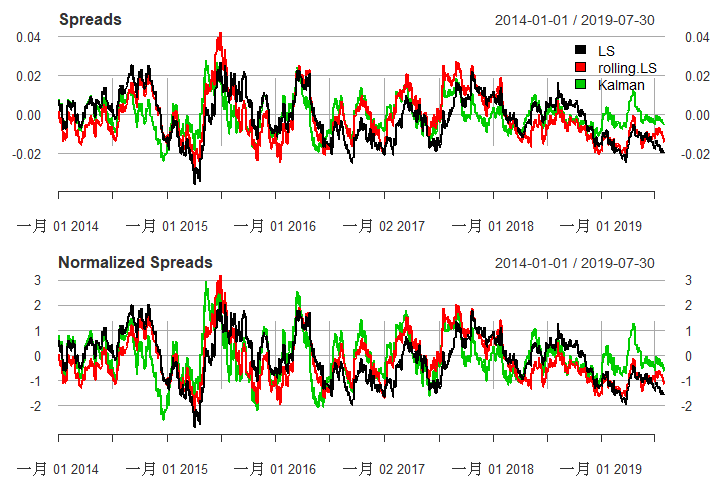 Spreads 2014-01-01 / 2019-07-30
LS
rolling.LS
Kalman
0.04 0.04
0.02 0.02
0.00 0.00
-0.02 -0.02
一月 01 2014 一月 01 2015 一月 01 2016 一月 02 2017 一月 01 2018 一月 01 2019
Normalized Spreads 2014-01-01 / 2019-07-30
3 3
2 2
1 1
0 0
-1 -1
-2 -2
一月 01 2014 一月 01 2015 一月 01 2016 一月 02 2017 一月 01 2018 一月 01 2019